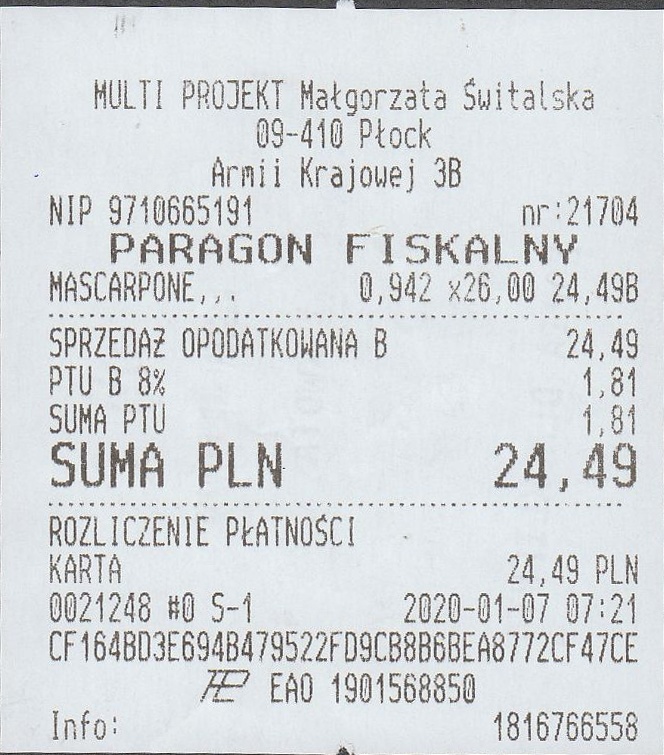 MULTI PROJEKT Małgorzata Świtalska
09-410 Płock
Armii Krajowej 3B
NIP 9710665191 nr:21704
PARAGON FISKALNY
MASCARPONE,,. 0,942 x26,00 24,49B
SPRZEDAŻ OPODATKOWANA B 24,49
PTU B 8% 1,81
SUMA PTU 1,81
SUMA PLN 24,49
ROZLICZENIE PŁATNOŚCI
KARTA 24,49 PLN
0021248 #0 S-1 2020-01-07 07:21
CF164BD3E694B479522FD9CB8B6BEA8772CF47CE
EAO 1901568850
Info: 1816766558